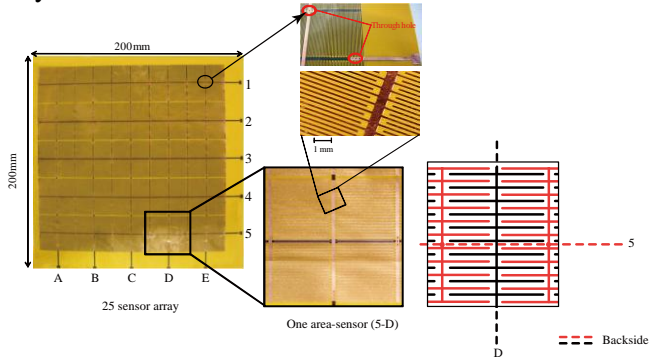 200mm
Through hole
200mm
1
2
3
4
5
1 mm
A B C D E
25 sensor array
One area-sensor (5-D)
5
D
Backside